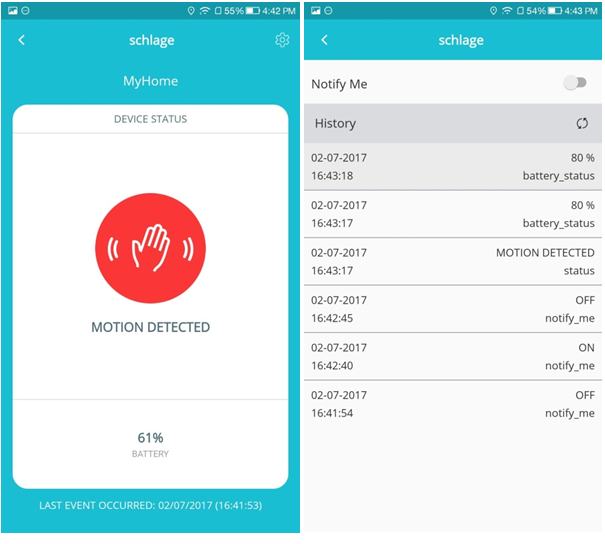 55% 4:42 PM
schlage
MyHome
DEVICE STATUS
MOTION DETECTED
61%
BATTERY
LAST EVENT OCCURRED: 02/07/2017 (16:41:53)
54% 4:43 PM
schlage
Notify Me
History
02-07-2017 80 %
16:43:18 battery_status
02-07-2017 80 %
16:43:17 battery_status
02-07-2017 MOTION DETECTED
16:43:17 status
02-07-2017 OFF
16:42:45 notify_me
02-07-2017 ON
16:42:40 notify_me
02-07-2017 OFF
16:41:54 notify_me